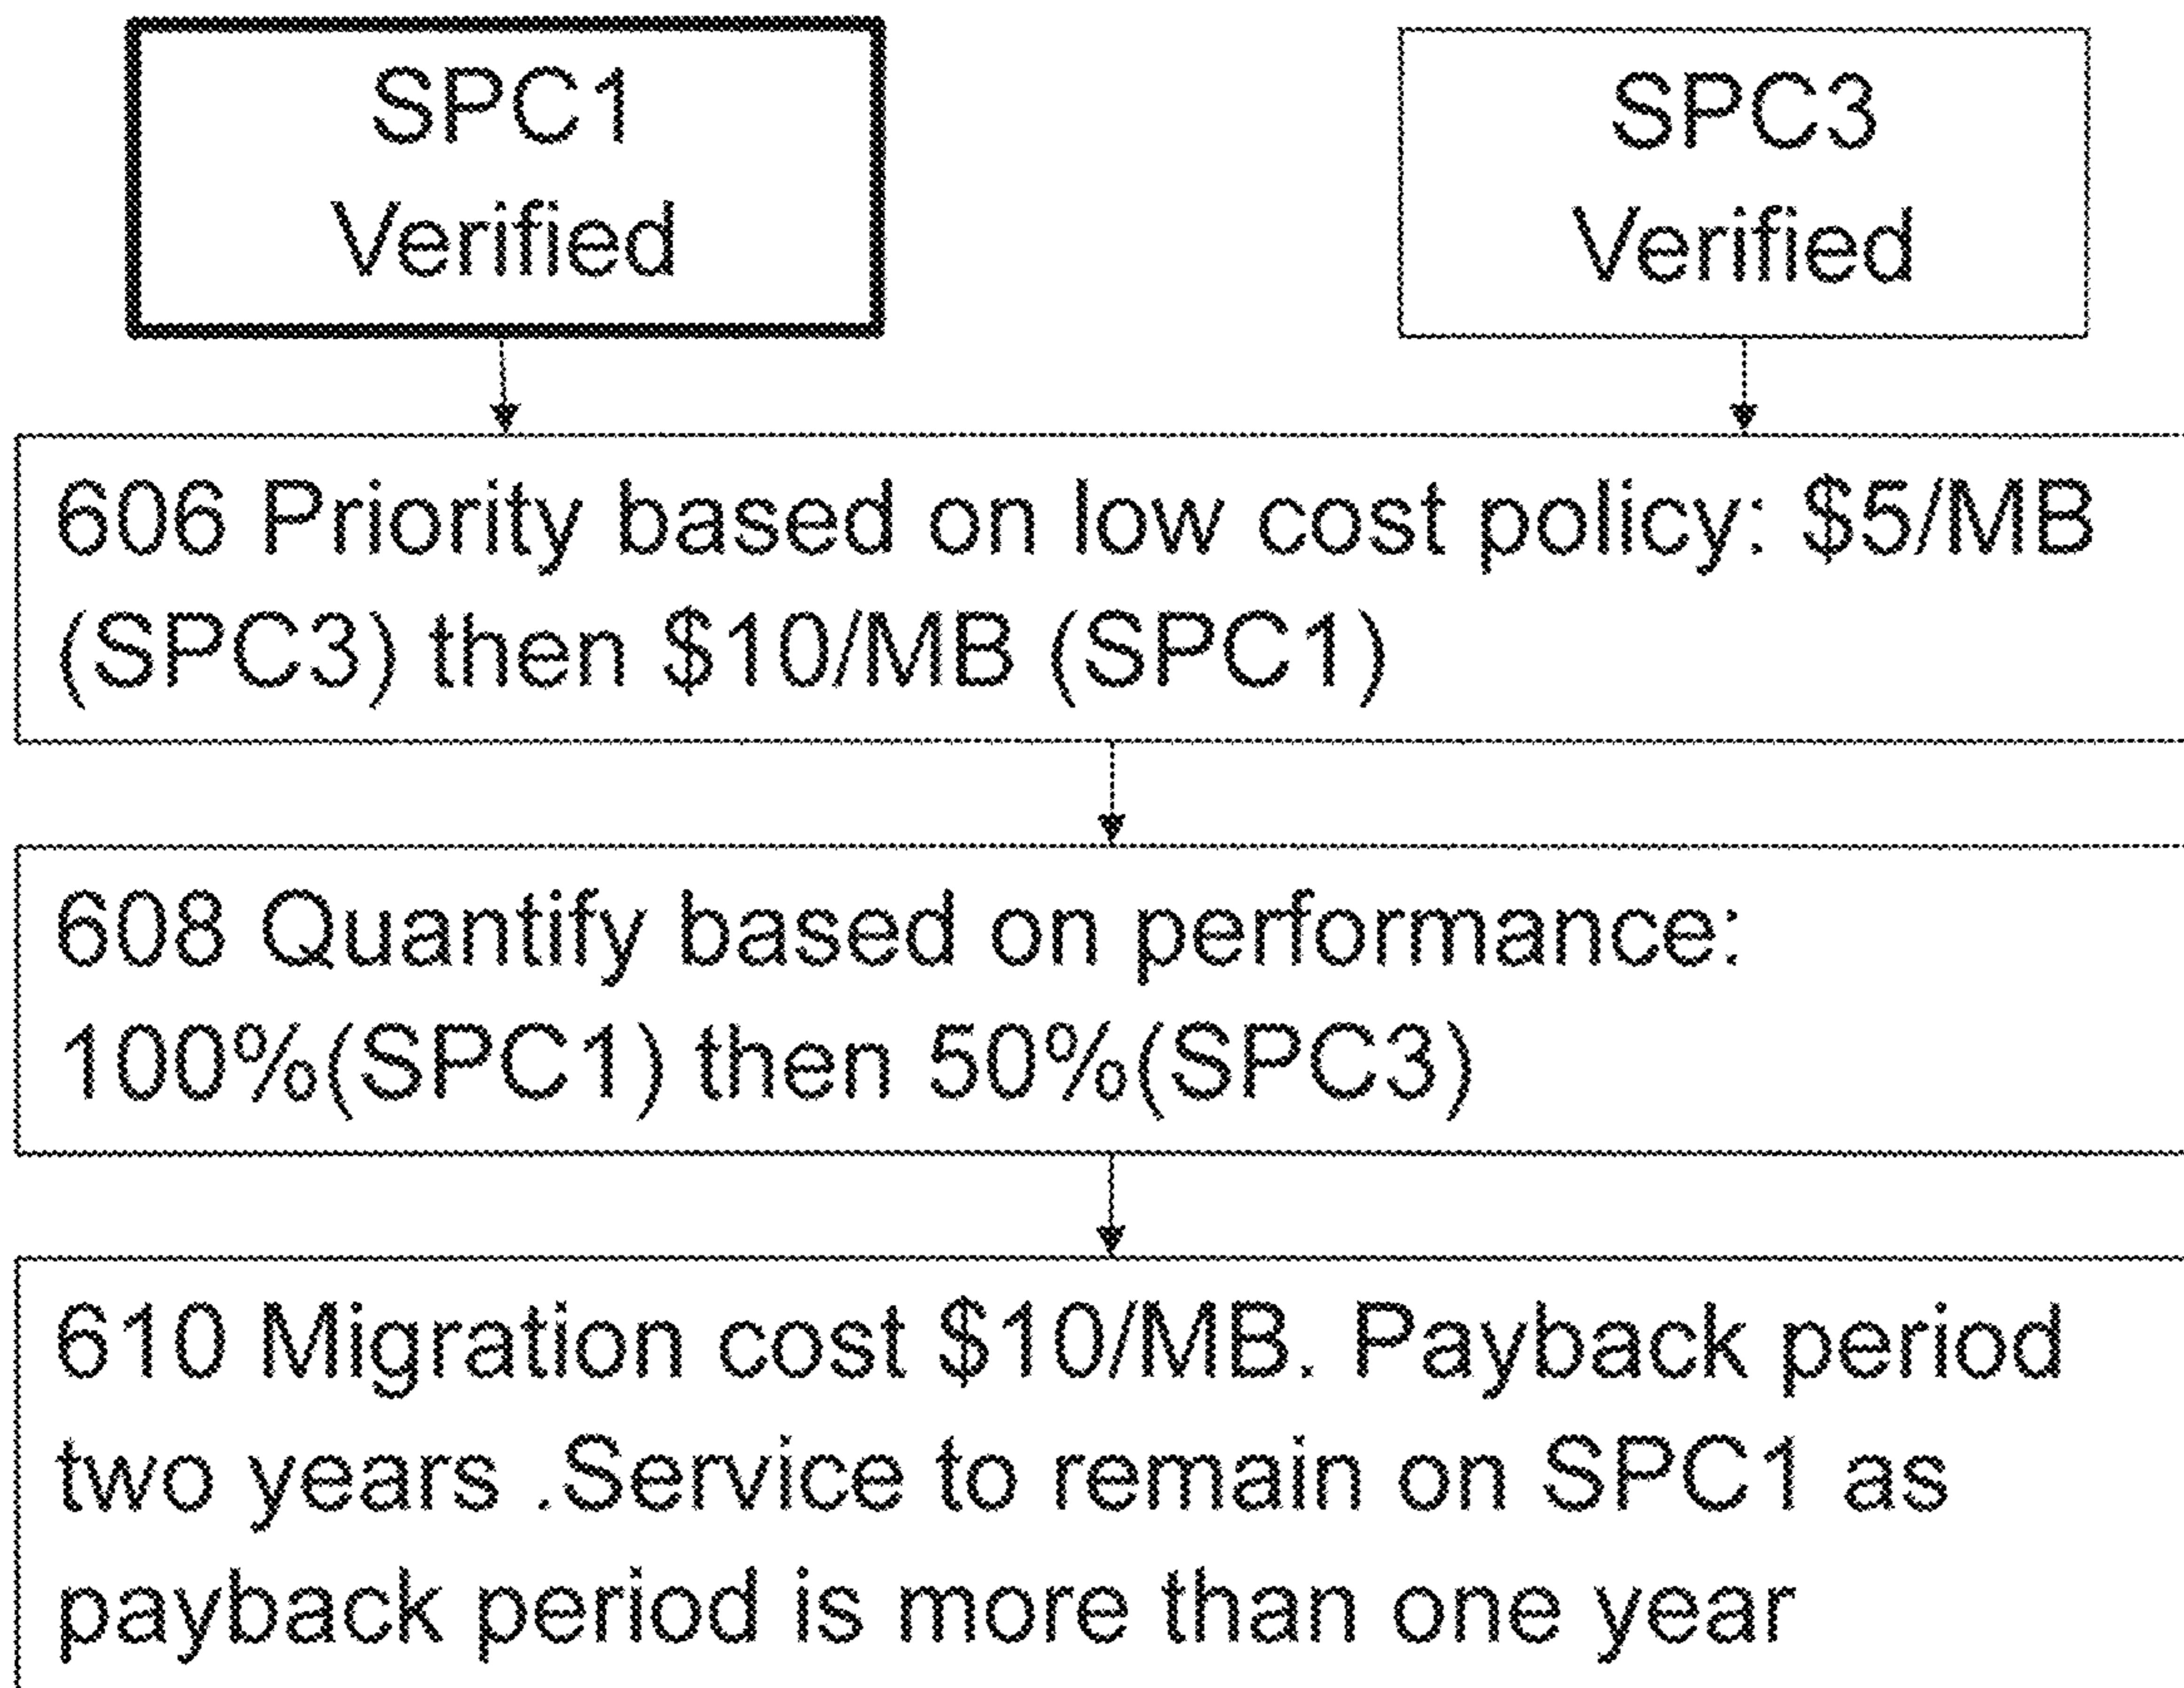 SPC1
Verified
SPC3
Verified
606 Priority based on low cost policy: $5/MB
(SPC3) then $10/MB (SPC1)
608 Quantify based on performance:
100%(SPC1) then 50%(SPC3)
610 Migration cost $10/MB. Payback period
two years .Service to remain on SPC1 as
payback period is more than one year